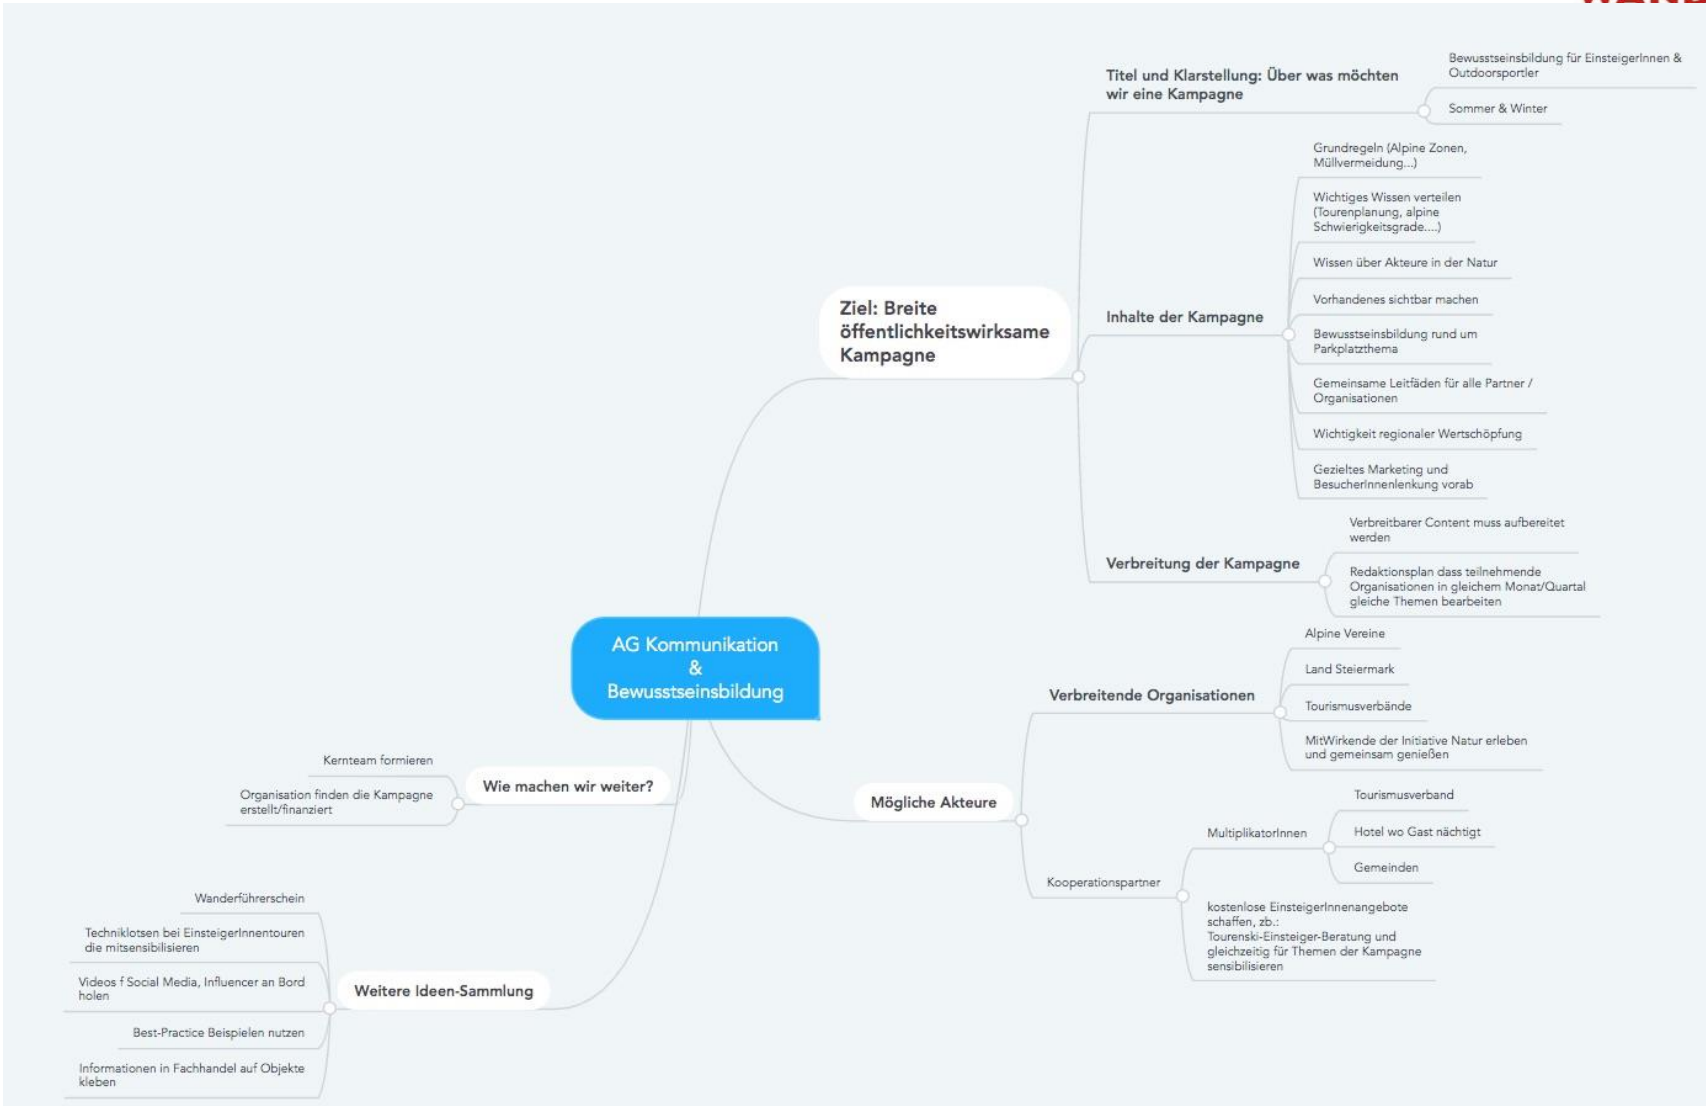 Titel und Klarstellung: Über was möchten
wir eine Kampagne
Bewusstseinsbildung für EinsteigerInnen &
Outdoorsportler
Sommer & Winter
Ziel: Breite
öffentlichkeitswirksame
Kampagne
Inhalte der Kampagne
Grundregeln (Alpine Zonen,
Müllvermeidung...)
Wichtiges Wissen verteilen
(Tourenplanung, alpine
Schwierigkeitsgrade....)
Wissen über Akteure in der Natur
Vorhandenes sichtbar machen
Bewusstseinsbildung rund um
Parkplatzthema
Gemeinsame Leitfäden für alle Partner /
Organisationen
Wichtigkeit regionaler Wertschöpfung
Gezieltes Marketing und
BesucherInnenlenkung vorab
Verbreitung der Kampagne
Verbreitbarer Content muss aufbereitet
werden
Redaktionsplan dass teilnehmende
Organisationen in gleichem Monat/Quartal
gleiche Themen bearbeiten
AG Kommunikation
&
Bewusstseinsbildung
Mögliche Akteure
Verbreitende Organisationen
Alpine Vereine
Land Steiermark
Tourismusverbände
MitWirkende der Initiative Natur erleben
und gemeinsam genießen
Kooperationspartner
MultiplikatorInnen
Tourismusverband
Hotel wo Gast nächtigt
Gemeinden
kostenlose EinsteigerInnenangebote
schaffen, zb.:
Tourenski-Einsteiger-Beratung und
gleichzeitig für Themen der Kampagne
sensibilisieren
Wie machen wir weiter?
Kernteam formieren
Organisation finden die Kampagne
erstellt/finanziert
Weitere Ideen-Sammlung
Wanderführerschein
Techniklotsen bei EinsteigerInnentouren
die mitsensibilisieren
Videos f Social Media, Influencer an Bord
holen
Best-Practice Beispielen nutzen
Informationen in Fachhandel auf Objekte
kleben